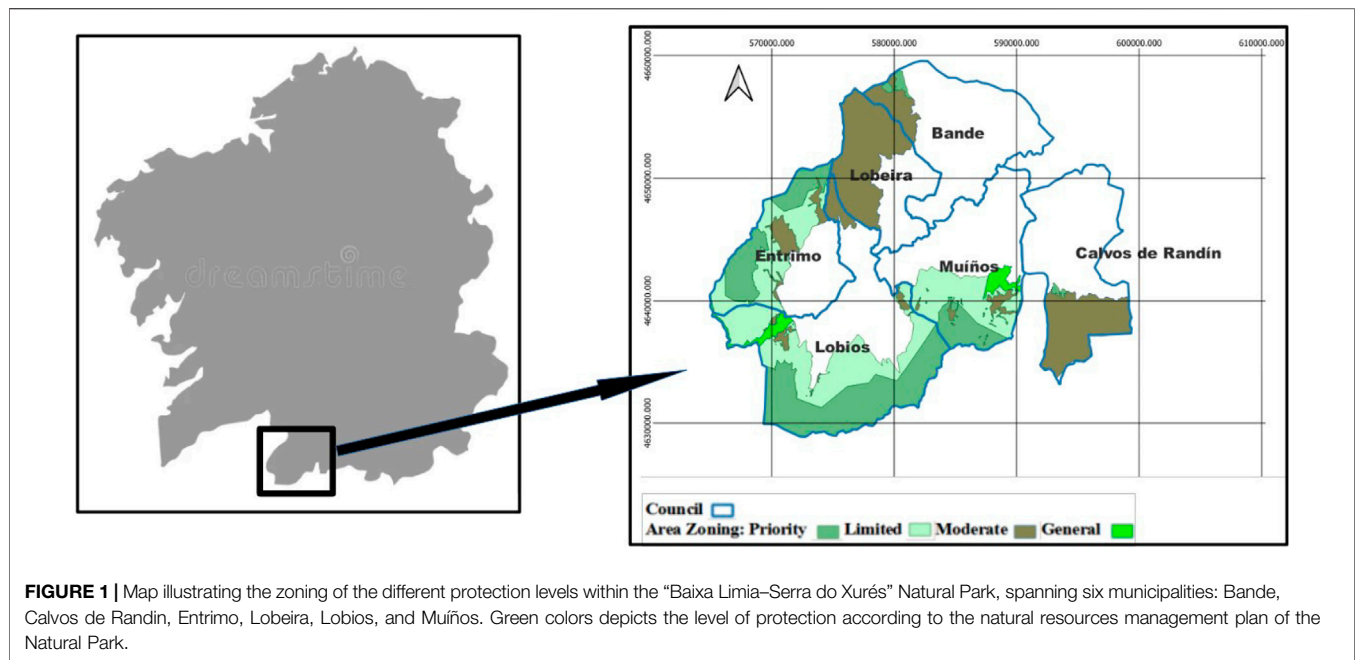 dreamstime
570000.000 580000.000 590000.000 600000.000 610000.000
4660000.000
4650000.000
4640000.000
4630000.000
Bande
Lobeira
Calvos de Randín
Entrimo
Muíños
Lobios
Council
Area Zoning: Priority Limited Moderate General
FIGURE 1 | Map illustrating the zoning of the different protection levels within the “Baixa Limia–Serra do Xurés” Natural Park, spanning six municipalities: Bande,
Calvos de Randin, Entrimo, Lobeira, Lobios, and Muíños. Green colors depicts the level of protection according to the natural resources management plan of the
Natural Park.